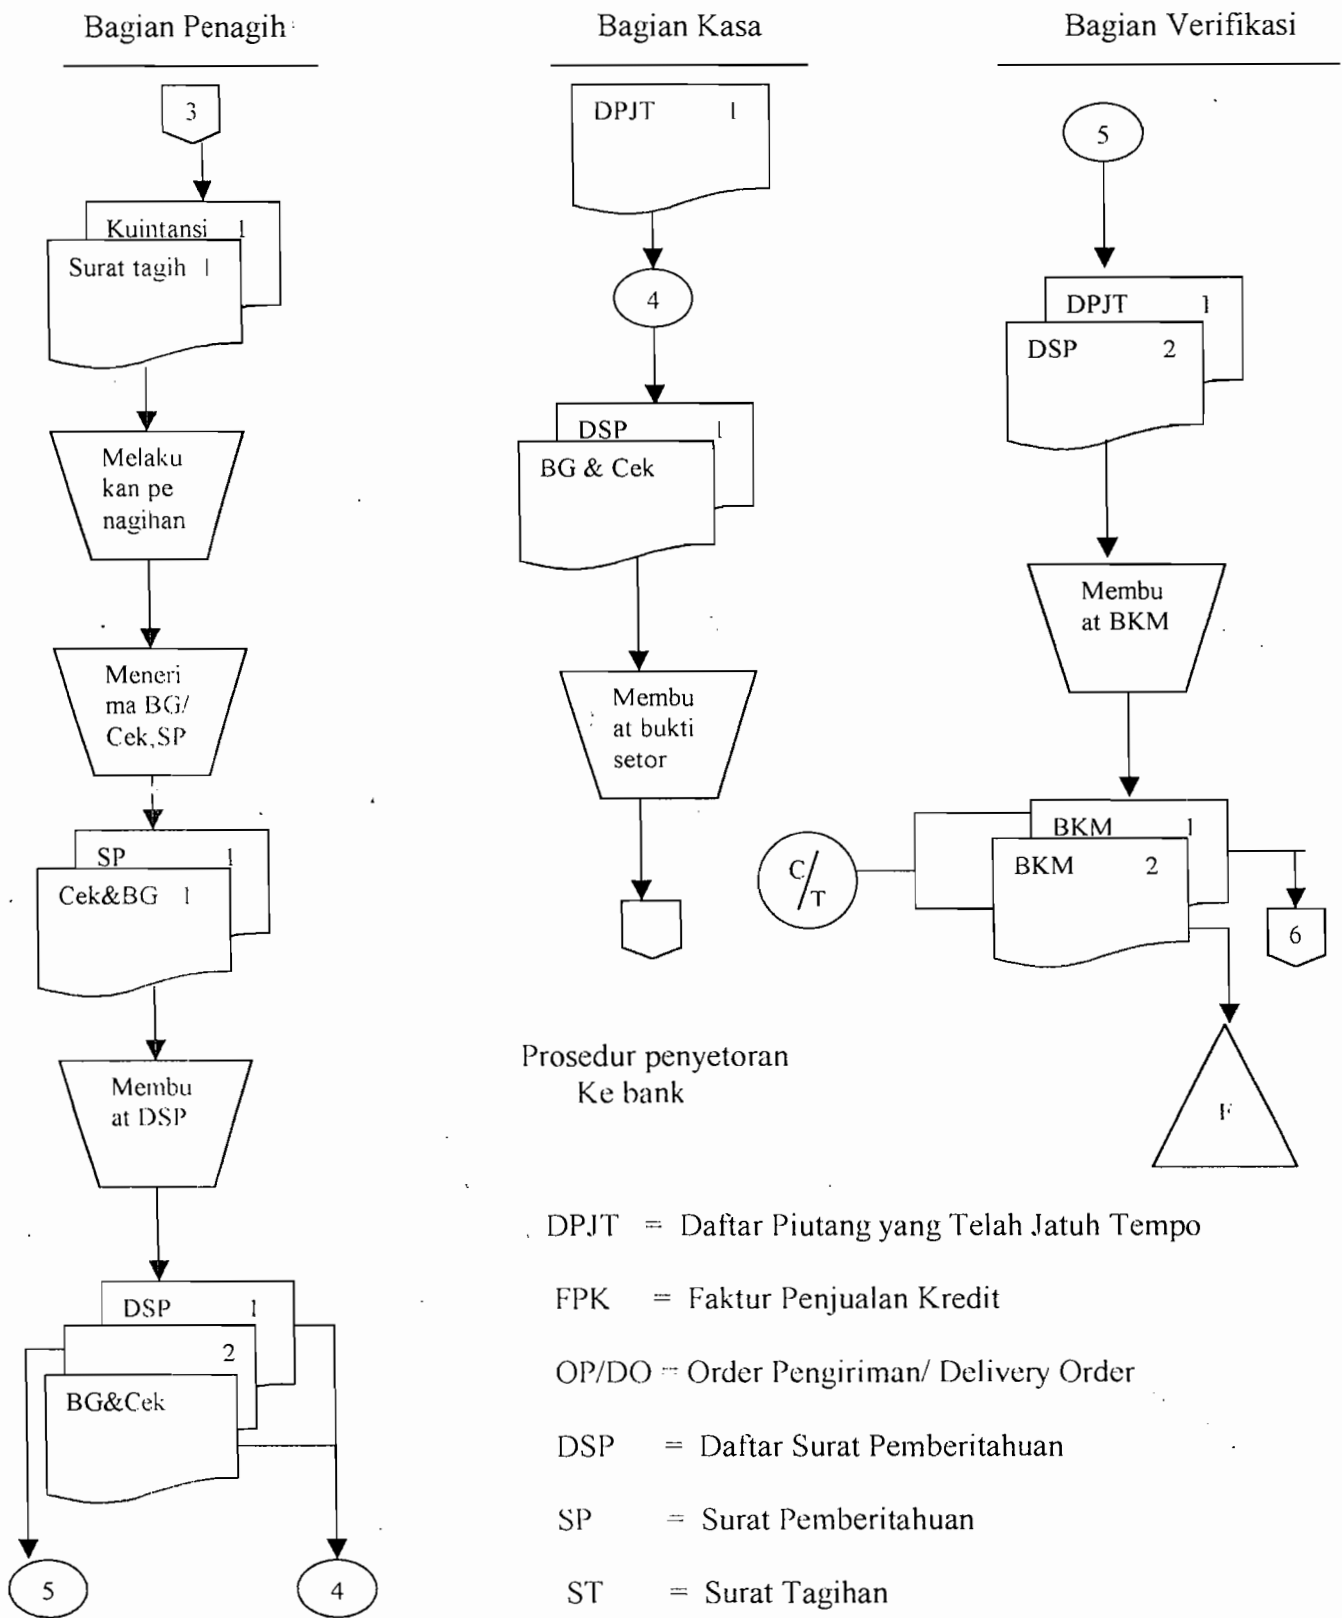 Bagian Penagih
3
Kuintansi 1
Surat tagih 1
Melaku
kan pe
nagihan
Meneri
ma BG/
Cek,SP
SP 1
Cek&BG 1
Membu
at DSP
DSP 1
2
BG&Cek
5
4
Bagian Kasa
DPJT 1
4
DSP 1
BG & Cek
Membu
at bukti
setor
Prosedur penyetoran
Ke bank
Bagian Verifikasi
5
DPJT 1
DSP 2
Membu
at BKM
BKM 1
BKM 2
C/T
6
F
DPJT = Daftar Piutang yang Telah Jatuh Tempo
FPK = Faktur Penjualan Kredit
OP/DO = Order Pengiriman/ Delivery Order
DSP = Daftar Surat Pemberitahuan
SP = Surat Pemberitahuan
ST = Surat Tagihan